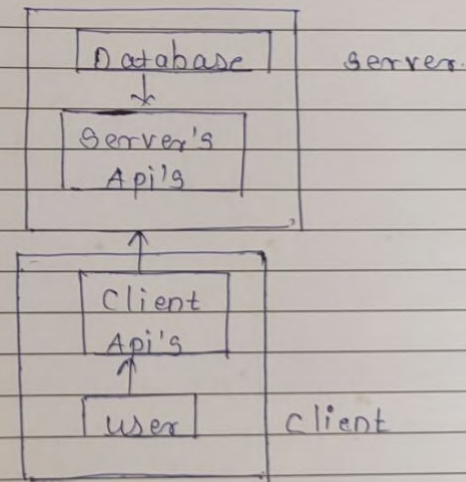 Database server.
Server's
Api's
Client
Api's
user client